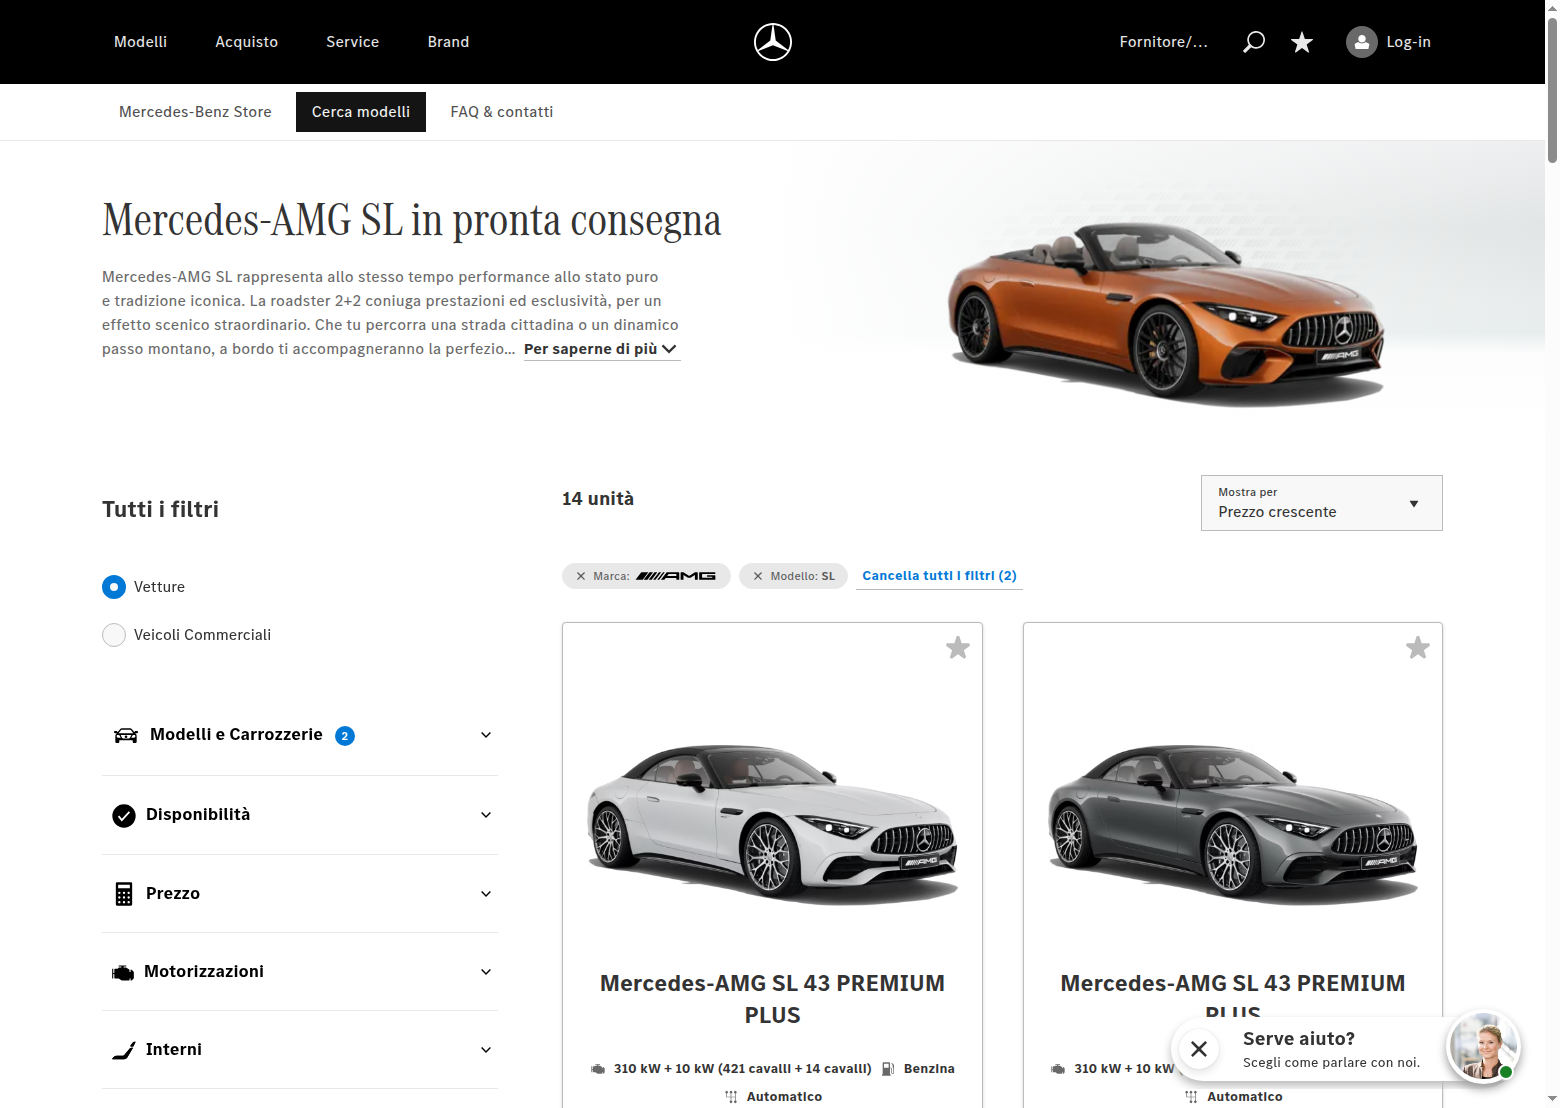 Modelli
Acquisto
Service
Brand
Fornitore/...
Log-in
Mercedes-Benz Store
Cerca modelli
FAQ & contatti
Mercedes-AMG SL in pronta consegna
Mercedes-AMG SL rappresenta allo stesso tempo performance allo stato puro
e tradizione iconica. La roadster 2+2 coniuga prestazioni ed esclusività, per un
effetto scenico straordinario. Che tu percorra una strada cittadina o un dinamico
passo montano, a bordo ti accompagneranno la perfezio... Per saperne di più
AMG
Tutti i filtri
Vetture
Veicoli Commerciali
Modelli e Carrozzerie 2
Disponibilità
Prezzo
Motorizzazioni
Interni
14 unità
Mostra per
Prezzo crescente
Marca: AMG
Modello: SL
Cancella tutti i filtri (2)
AMG
Mercedes-AMG SL 43 PREMIUM
PLUS
310 kW + 10 kW (421 cavalli + 14 cavalli)
Benzina
Automatico
AMG
Mercedes-AMG SL 43 PREMIUM
PLUS
310 kW + 10 kW
Automatico
Serve aiuto?
Scegli come parlare con noi.